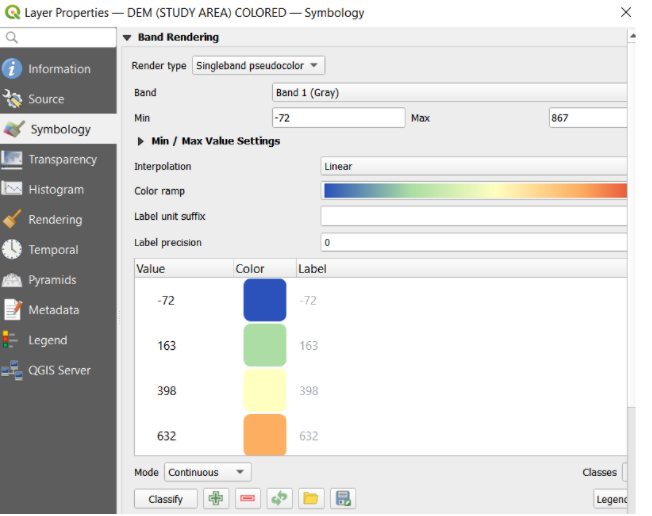 Layer Properties — DEM (STUDY AREA) COLORED — Symbology
Information
Source
Symbology
Transparency
Histogram
Rendering
Temporal
Pyramids
Metadata
Legend
QGIS Server
Band Rendering
Render type Singleband pseudocolor
Band Band 1 (Gray)
Min -72 Max 867
Min / Max Value Settings
Interpolation Linear
Color ramp
Label unit suffix
Label precision 0
Value Color Label
-72 -72
163 163
398 398
632 632
Mode Continuous Classes
Classify Legend